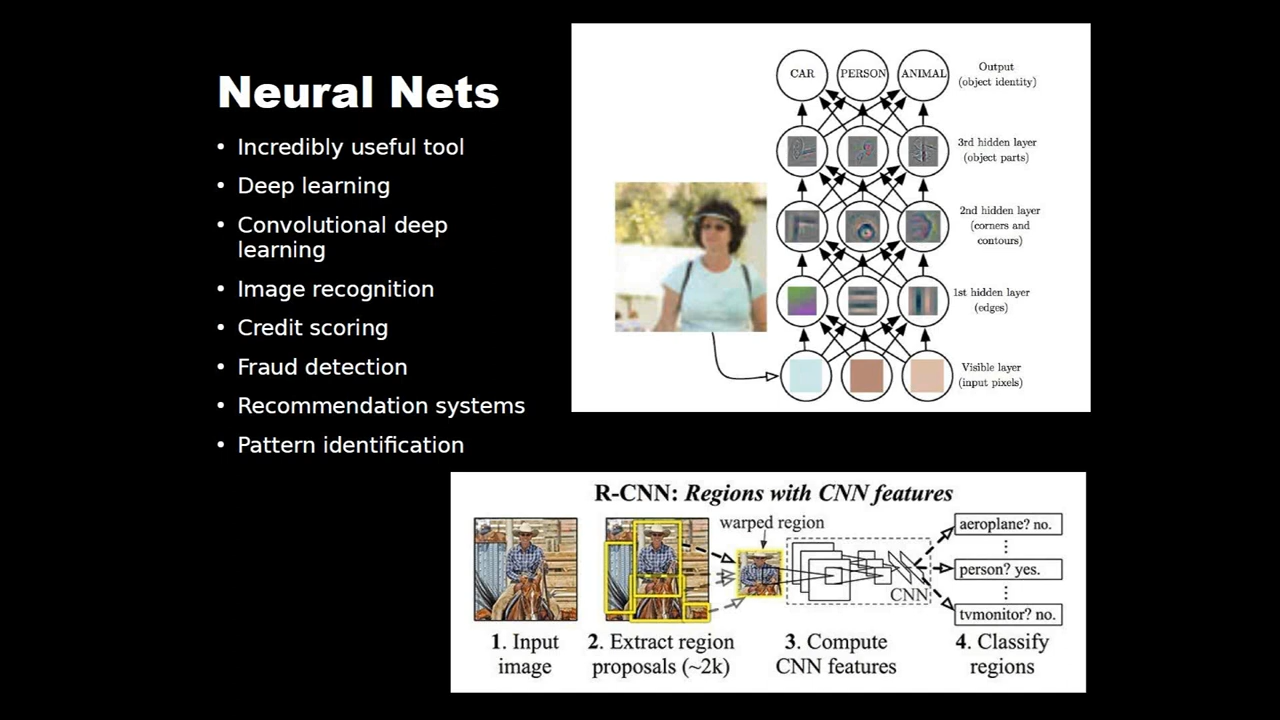 Neural Nets
• Incredibly useful tool
• Deep learning
• Convolutional deep
learning
• Image recognition
• Credit scoring
• Fraud detection
• Recommendation systems
• Pattern identification
CAR PERSON ANIMAL
Output
(object identity)
3rd hidden layer
(object parts)
2nd hidden layer
(corners and
contours)
1st hidden layer
(edges)
Visible layer
(input pixels)
R-CNN: Regions with CNN features
warped region
aeroplane? no.
person? yes.
CNN
tvmonitor? no.
1. Input
image
2. Extract region
proposals (~2k)
3. Compute
CNN features
4. Classify
regions